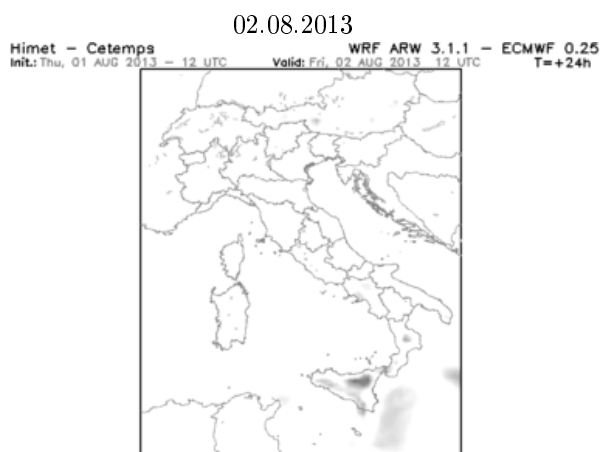 02.08.2013
Himet - Cetemps WRF ARW 3.1.1 - ECMWF 0.25
Init.: Thu, 01 AUG 2013 - 12 UTC Valid: Fri, 02 AUG 2013 12 UTC T=+24h